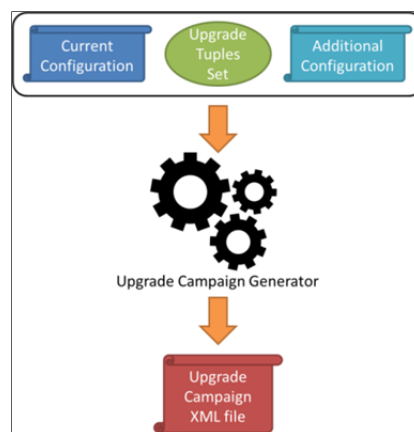 Current
Configuration
Upgrade
Tuples
Set
Additional
Configuration
Upgrade Campaign Generator
Upgrade
Campaign
XML file